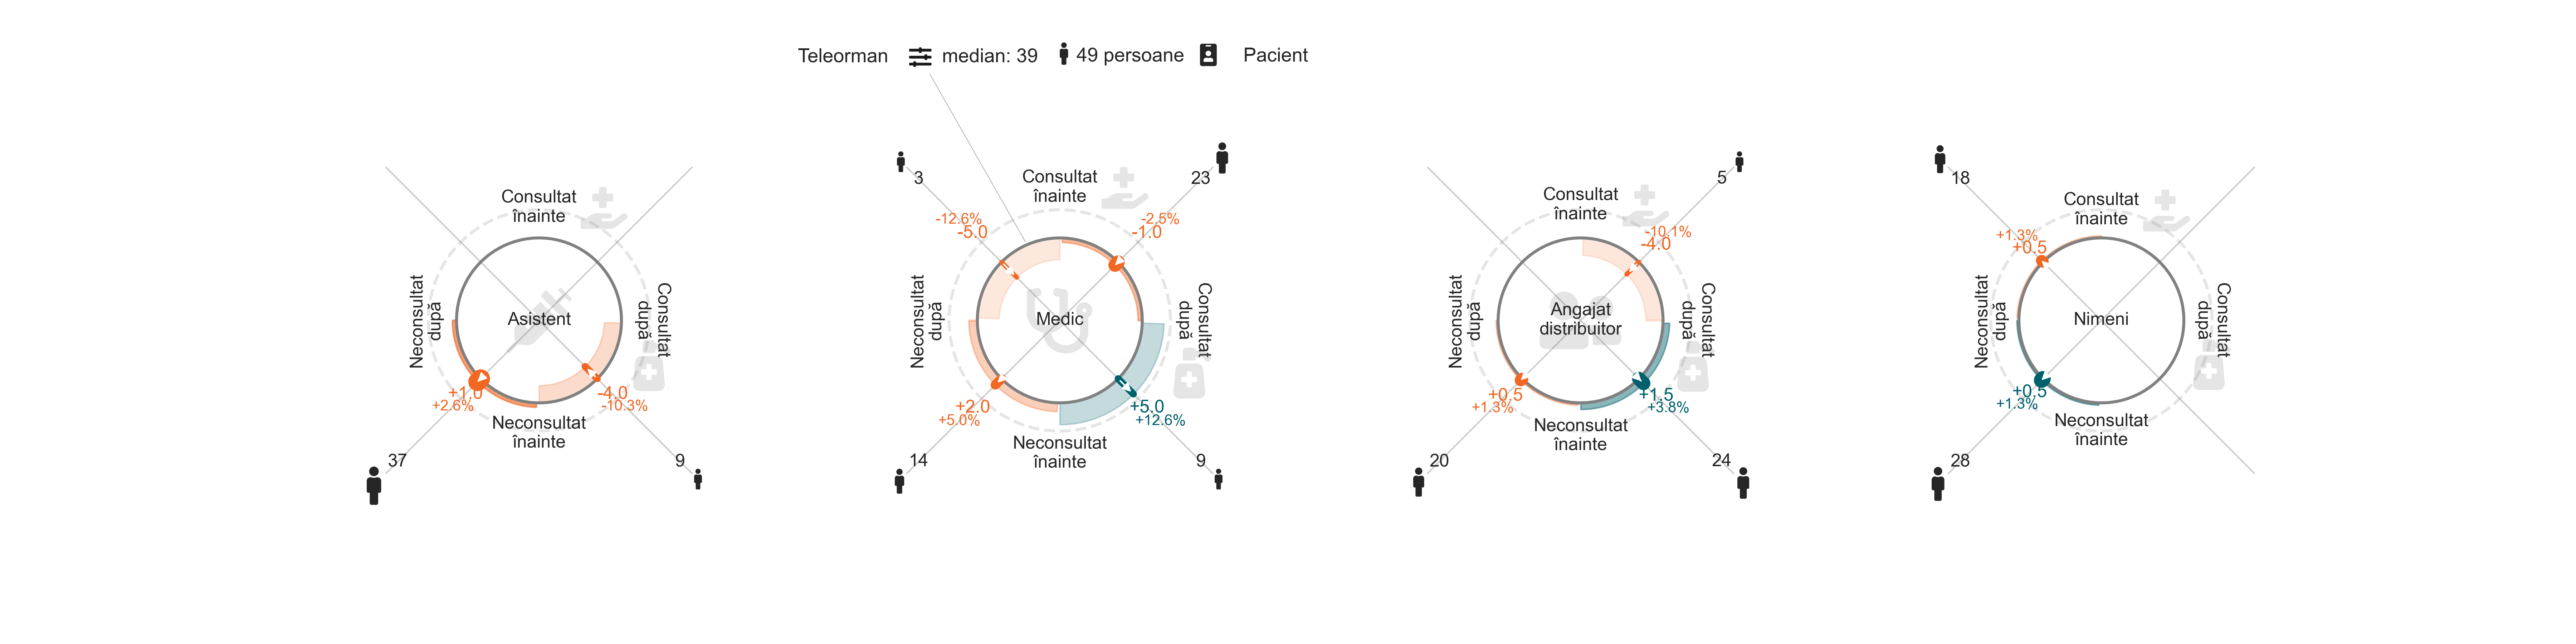 Teleorman median: 39 49 persoane Pacient
Consultat
înainte
Neconsultat
după
Asistent
Consultat
după
+1.0
+2.6%
-4.0
-10.3%
Neconsultat
înainte
37
9
3
23
Consultat
înainte
-12.6%
-5.0
-2.5%
-1.0
Neconsultat
după
Medic
Consultat
după
+2.0
+5.0%
+5.0
+12.6%
Neconsultat
înainte
14
9
5
Consultat
înainte
-10.1%
-4.0
Neconsultat
după
Angajat
distribuitor
Consultat
după
+0.5
+1.3%
+1.5
+3.8%
Neconsultat
înainte
20
24
18
Consultat
înainte
+1.3%
+0.5
Neconsultat
după
Nimeni
Consultat
după
+0.5
+1.3%
Neconsultat
înainte
28